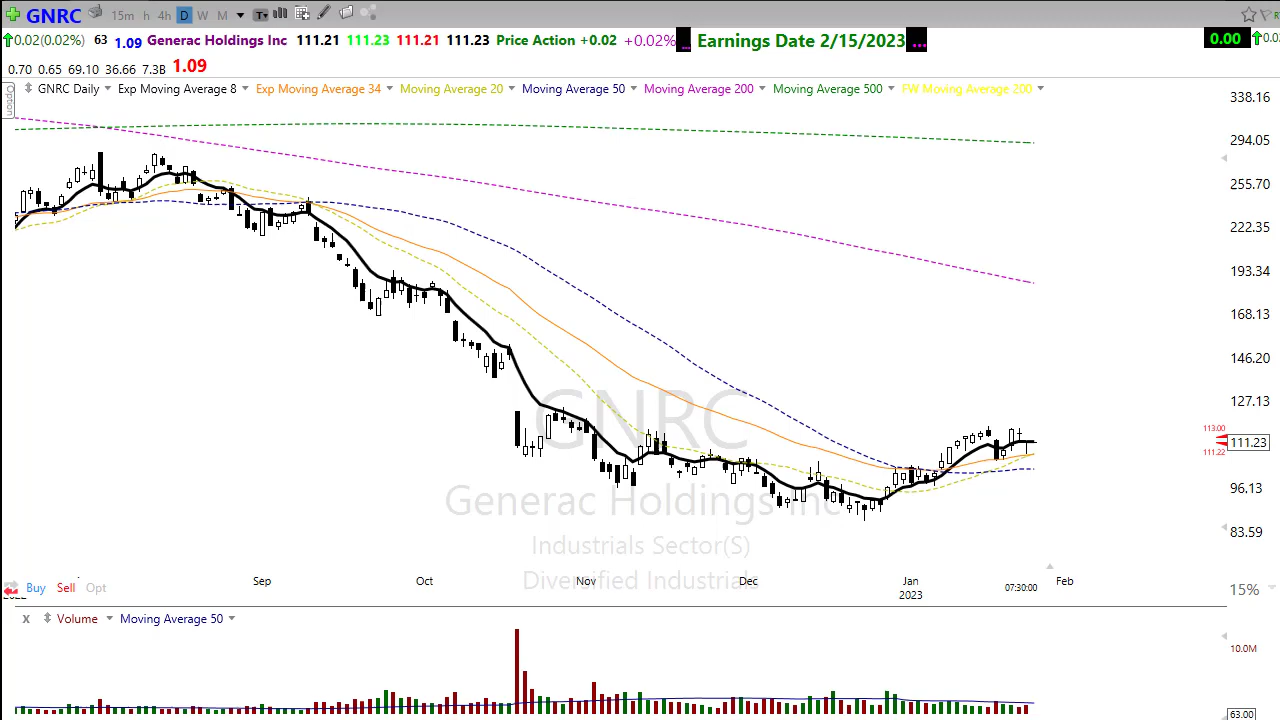 GNRC 15m h 4h D W M T
0.02(0.02%) 63 1.09 Generac Holdings Inc 111.21 111.23 111.21 111.23 Price Action +0.02 +0.02% ... Earnings Date 2/15/2023 ... 0.00
0.70 0.65 69.10 36.66 7.3B 1.09
Option
GNRC Daily Exp Moving Average 8 Exp Moving Average 34 Moving Average 20 Moving Average 50 Moving Average 200 Moving Average 500 PW Moving Average 200
338.16
294.05
255.70
222.35
193.34
168.13
146.20
127.13
113.00
111.23
111.22
96.13
83.59
GNRC
Generac Holdings Inc
Industrials Sector(S)
Diversified Industrials
Sep Oct Nov Dec Jan Feb
2023 07:30:00
Buy Sell Opt
15%
X Volume Moving Average 50
10.0M
63.00